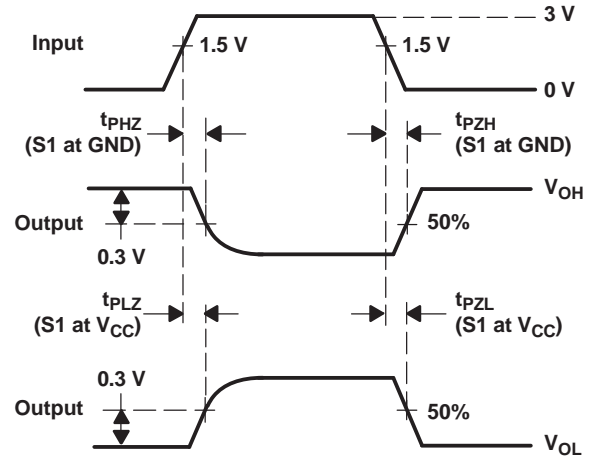 3 V
Input
1.5 V
1.5 V
0 V
tPHZ
(S1 at GND)
tPZH
(S1 at GND)
VOH
Output
50%
0.3 V
tPLZ
(S1 at VCC)
tPZL
(S1 at VCC)
0.3 V
Output
50%
VOL